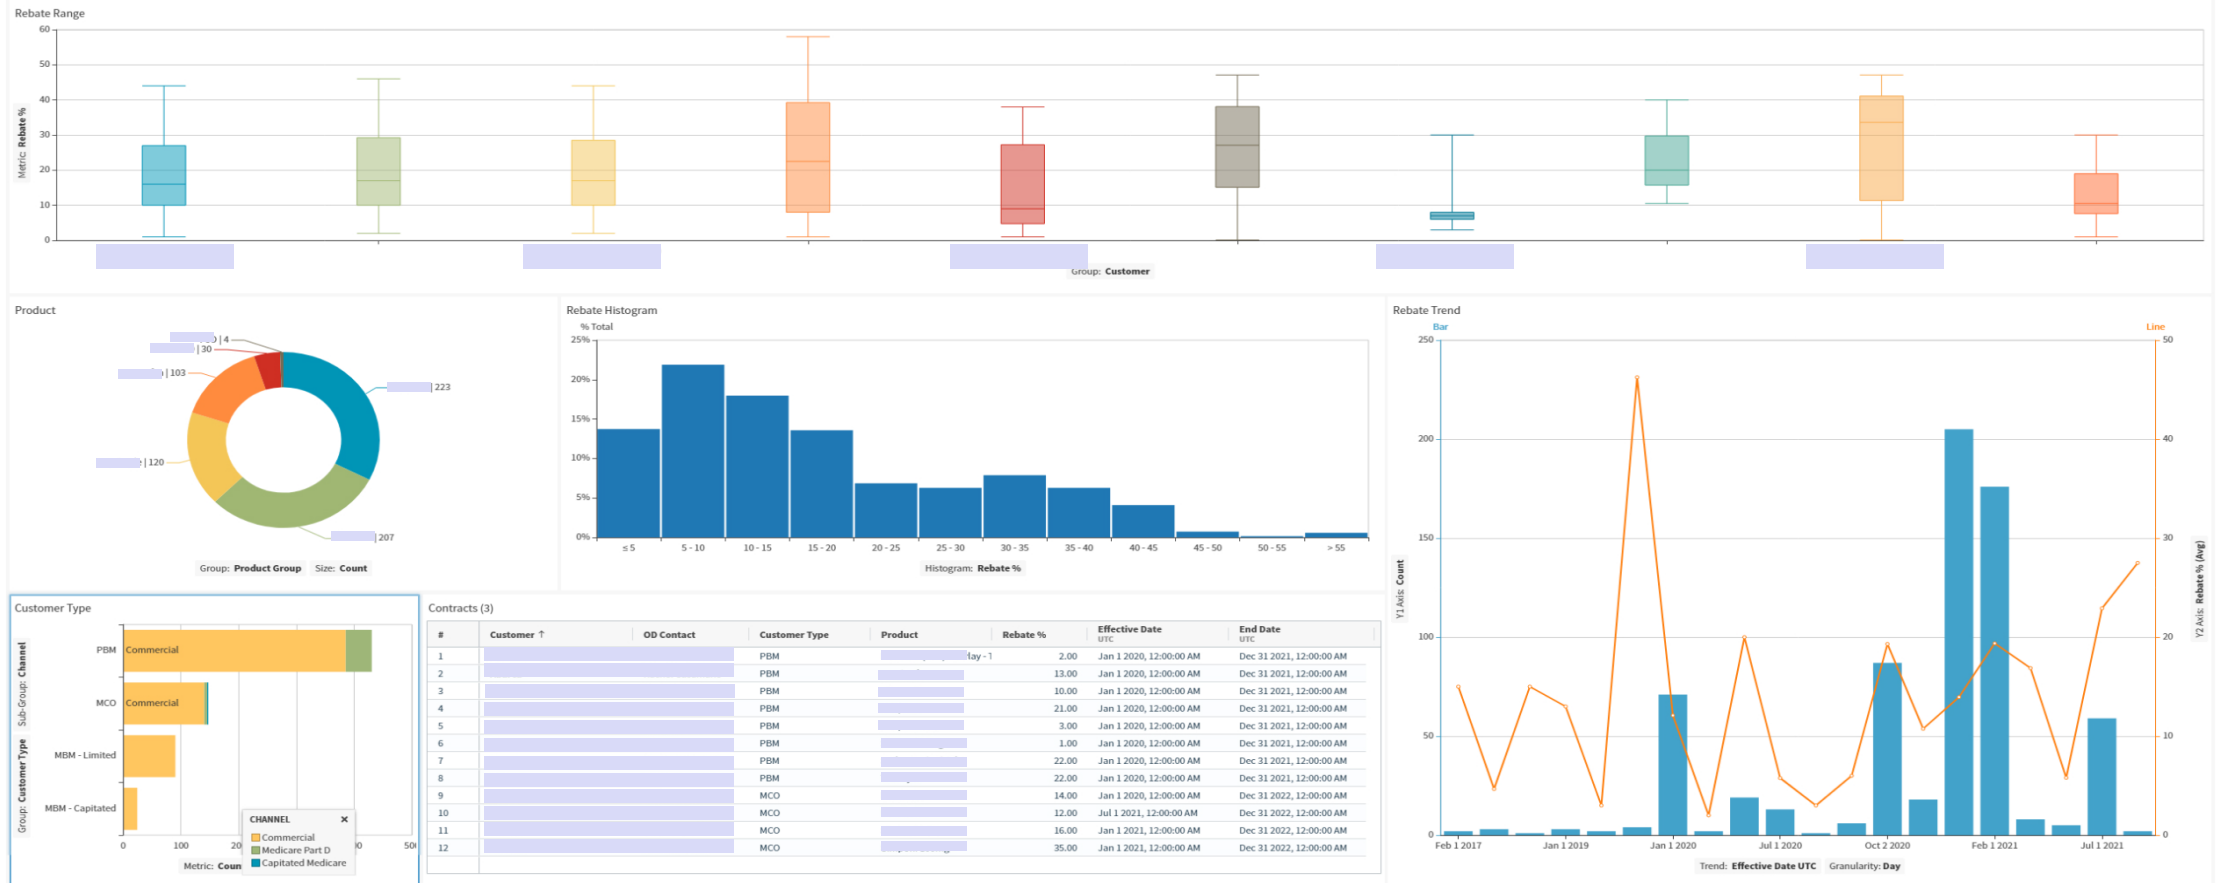 Rebate Range
60
50
40
30
20
10
0
Metric: Rebate %
Group: Customer
Product
| 4
| 30
| 103
| 223
| 120
| 207
Group: Product Group Size: Count
Rebate Histogram
% Total
25%
20%
15%
10%
5%
0%
≤ 5 5 - 10 10 - 15 15 - 20 20 - 25 25 - 30 30 - 35 35 - 40 40 - 45 45 - 50 50 - 55 > 55
Histogram: Rebate %
Rebate Trend
Bar Line
250 50
200 40
150 30
100 20
50 10
0 0
Y1 Axis: Count
Y2 Axis: Rebate % (Avg)
Feb 1 2017 Jan 1 2019 Jan 1 2020 Jul 1 2020 Oct 2 2020 Feb 1 2021 Jul 1 2021
Trend: Effective Date UTC Granularity: Day
Customer Type
Group: Customer Type Sub-Group: Channel
PBM Commercial
MCO Commercial
MBM - Limited
MBM - Capitated
0 100
Metric:
CHANNEL ×
Commercial
Medicare Part D
Capitated Medicare
Contracts (3)
# Customer ↑ OD Contact Customer Type Product Rebate % Effective Date UTC End Date UTC
1 PBM lay - 1 2.00 Jan 1 2020, 12:00:00 AM Dec 31 2021, 12:00:00 AM
2 PBM 13.00 Jan 1 2020, 12:00:00 AM Dec 31 2021, 12:00:00 AM
3 PBM 10.00 Jan 1 2020, 12:00:00 AM Dec 31 2021, 12:00:00 AM
4 PBM 21.00 Jan 1 2020, 12:00:00 AM Dec 31 2021, 12:00:00 AM
5 PBM 3.00 Jan 1 2020, 12:00:00 AM Dec 31 2021, 12:00:00 AM
6 PBM 1.00 Jan 1 2020, 12:00:00 AM Dec 31 2021, 12:00:00 AM
7 PBM 22.00 Jan 1 2020, 12:00:00 AM Dec 31 2021, 12:00:00 AM
8 PBM 22.00 Jan 1 2020, 12:00:00 AM Dec 31 2021, 12:00:00 AM
9 MCO 14.00 Jan 1 2020, 12:00:00 AM Dec 31 2022, 12:00:00 AM
10 MCO 12.00 Jul 1 2021, 12:00:00 AM Dec 31 2022, 12:00:00 AM
11 MCO 16.00 Jan 1 2021, 12:00:00 AM Dec 31 2022, 12:00:00 AM
12 MCO 35.00 Jan 1 2021, 12:00:00 AM Dec 31 2022, 12:00:00 AM